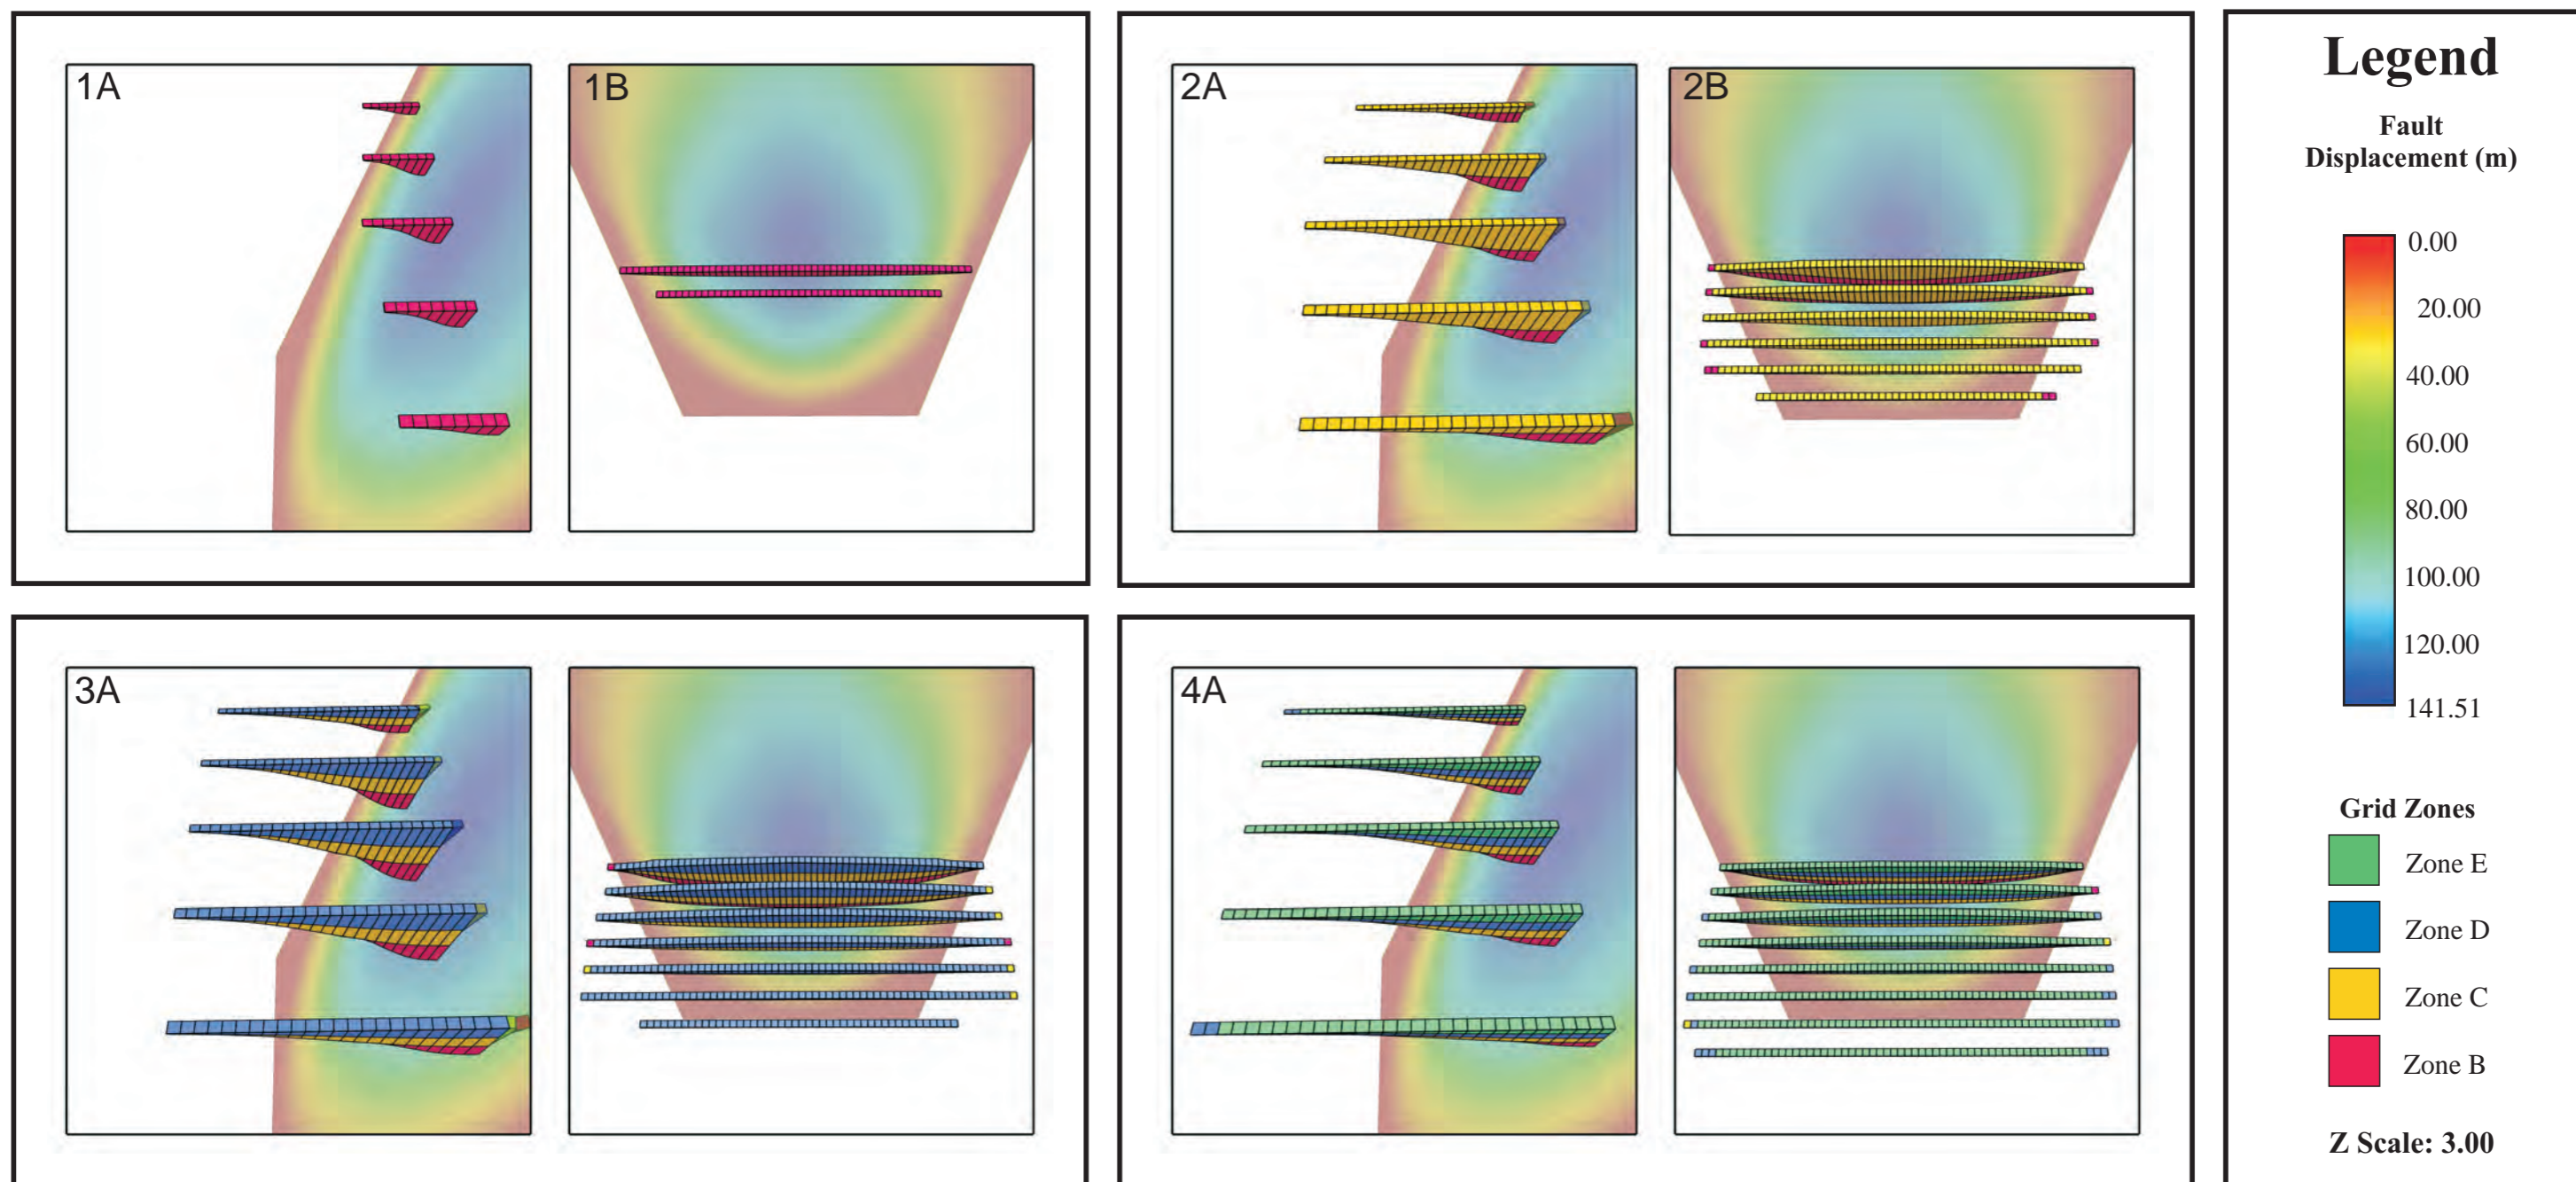 1A
1B
2A
2B
3A
4A
Legend
Fault
Displacement (m)
0.00
20.00
40.00
60.00
80.00
100.00
120.00
141.51
Grid Zones
Zone E
Zone D
Zone C
Zone B
Z Scale: 3.00